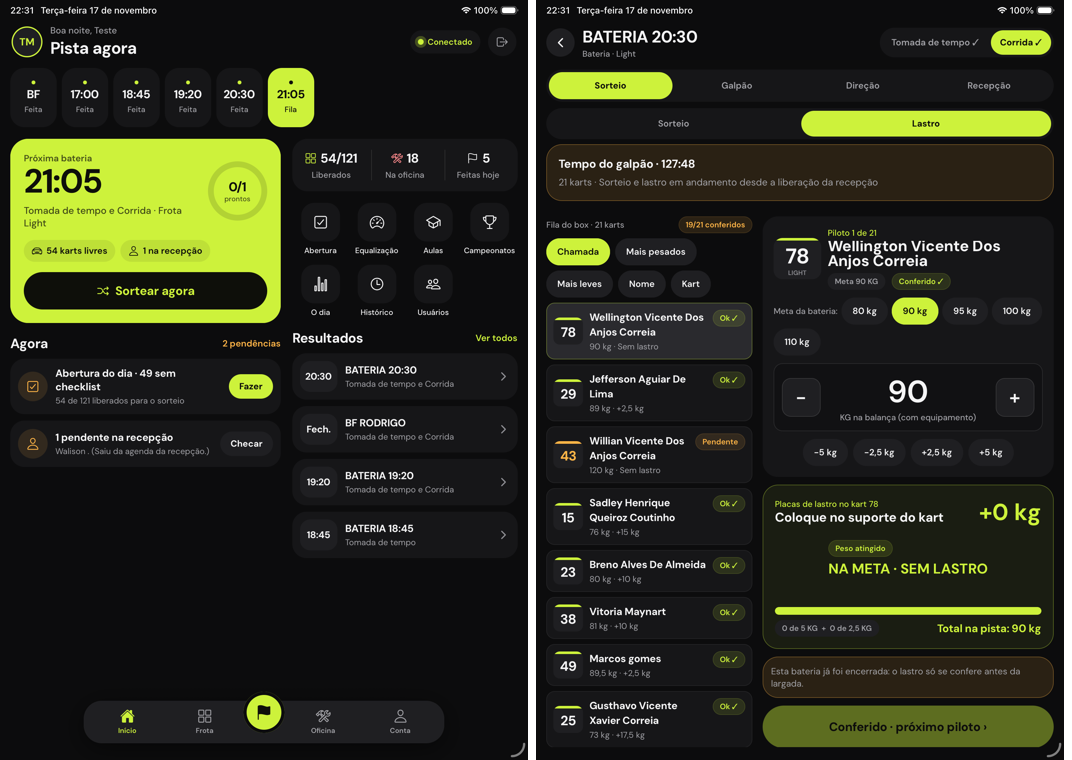 22:31 Terça-feira 17 de novembro
100%
TM
Boa noite, Teste
Pista agora
Conectado
BF
Feita
17:00
Feita
18:45
Feita
19:20
Feita
20:30
Feita
21:05
Fila
Próxima bateria
21:05
Tomada de tempo e Corrida · Frota
Light
0/1
prontos
54 karts livres
1 na recepção
Sortear agora
54/121
Liberados
18
Na oficina
5
Feitas hoje
Abertura
Equalização
Aulas
Campeonatos
O dia
Histórico
Usuários
Agora
2 pendências
Abertura do dia · 49 sem
checklist
54 de 121 liberados para o sorteio
Fazer
1 pendente na recepção
Walison . (Saiu da agenda da recepção.)
Checar
Resultados
Ver todos
20:30
BATERIA 20:30
Tomada de tempo e Corrida
Fech.
BF RODRIGO
Tomada de tempo e Corrida
19:20
BATERIA 19:20
Tomada de tempo e Corrida
18:45
BATERIA 18:45
Tomada de tempo
Início
Frota
Oficina
Conta
22:31 Terça-feira 17 de novembro
100%
BATERIA 20:30
Bateria · Light
Tomada de tempo ✓
Corrida ✓
Sorteio
Galpão
Direção
Recepção
Sorteio
Lastro
Tempo do galpão · 127:48
21 karts · Sorteio e lastro em andamento desde a liberação da recepção
Fila do box · 21 karts
19/21 conferidos
Chamada
Mais pesados
Mais leves
Nome
Kart
78
Wellington Vicente Dos
Anjos Correia
90 kg · Sem lastro
Ok ✓
29
Jefferson Aguiar De
Lima
89 kg · +2,5 kg
Ok ✓
43
Willian Vicente Dos
Anjos Correia
120 kg · Sem lastro
Pendente
15
Sadley Henrique
Queiroz Coutinho
76 kg · +15 kg
Ok ✓
23
Breno Alves De Almeida
80 kg · +10 kg
Ok ✓
38
Vitoria Maynart
81 kg · +10 kg
Ok ✓
49
Marcos gomes
89,5 kg · +2,5 kg
Ok ✓
25
Gusthavo Vicente
Xavier Correia
73 kg · +17,5 kg
Ok ✓
78
LIGHT
Piloto 1 de 21
Wellington Vicente Dos
Anjos Correia
Meta 90 KG
Conferido ✓
Meta da bateria:
80 kg
90 kg
95 kg
100 kg
110 kg
−
90
+
KG na balança (com equipamento)
-5 kg
-2,5 kg
+2,5 kg
+5 kg
Placas de lastro no kart 78
Coloque no suporte do kart
+0 kg
Peso atingido
NA META · SEM LASTRO
0 de 5 KG + 0 de 2,5 KG
Total na pista: 90 kg
Esta bateria já foi encerrada: o lastro só se confere antes da
largada.
Conferido · próximo piloto ›